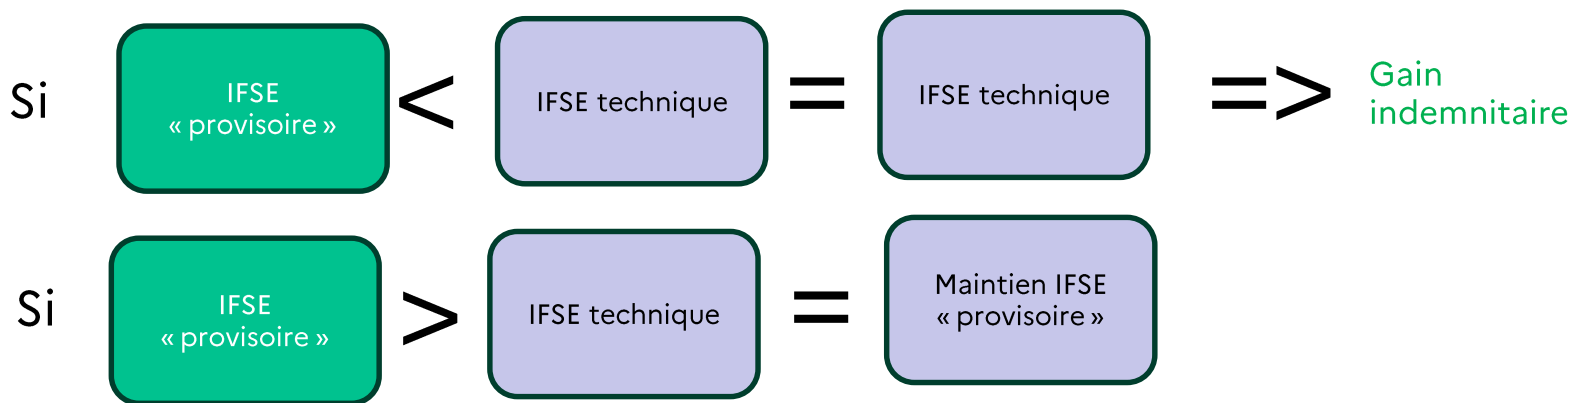 Si
IFSE
« provisoire »
<
IFSE technique
=
IFSE technique
=>
Gain
indemnitaire
Si
IFSE
« provisoire »
>
IFSE technique
=
Maintien IFSE
« provisoire »